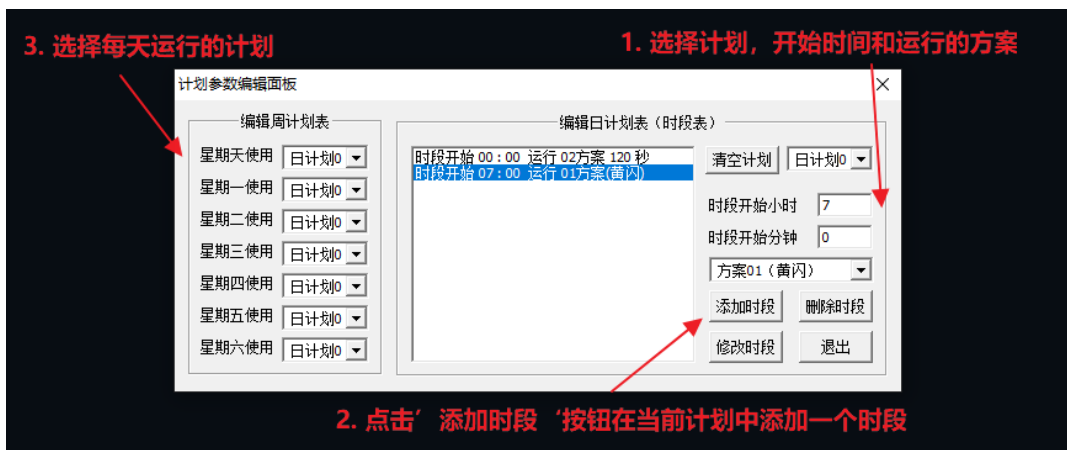 3. 选择每天运行的计划
1. 选择计划，开始时间和运行的方案
计划参数编辑面板
编辑周计划表
星期天使用 日计划0
星期一使用 日计划0
星期二使用 日计划0
星期三使用 日计划0
星期四使用 日计划0
星期五使用 日计划0
星期六使用 日计划0
编辑日计划表（时段表）
时段开始 00：00 运行 02方案 120 秒
时段开始 07：00 运行 01方案(黄闪)
清空计划 日计划0
时段开始小时 7
时段开始分钟 0
方案01（黄闪）
添加时段 删除时段
修改时段 退出
2. 点击’添加时段‘按钮在当前计划中添加一个时段